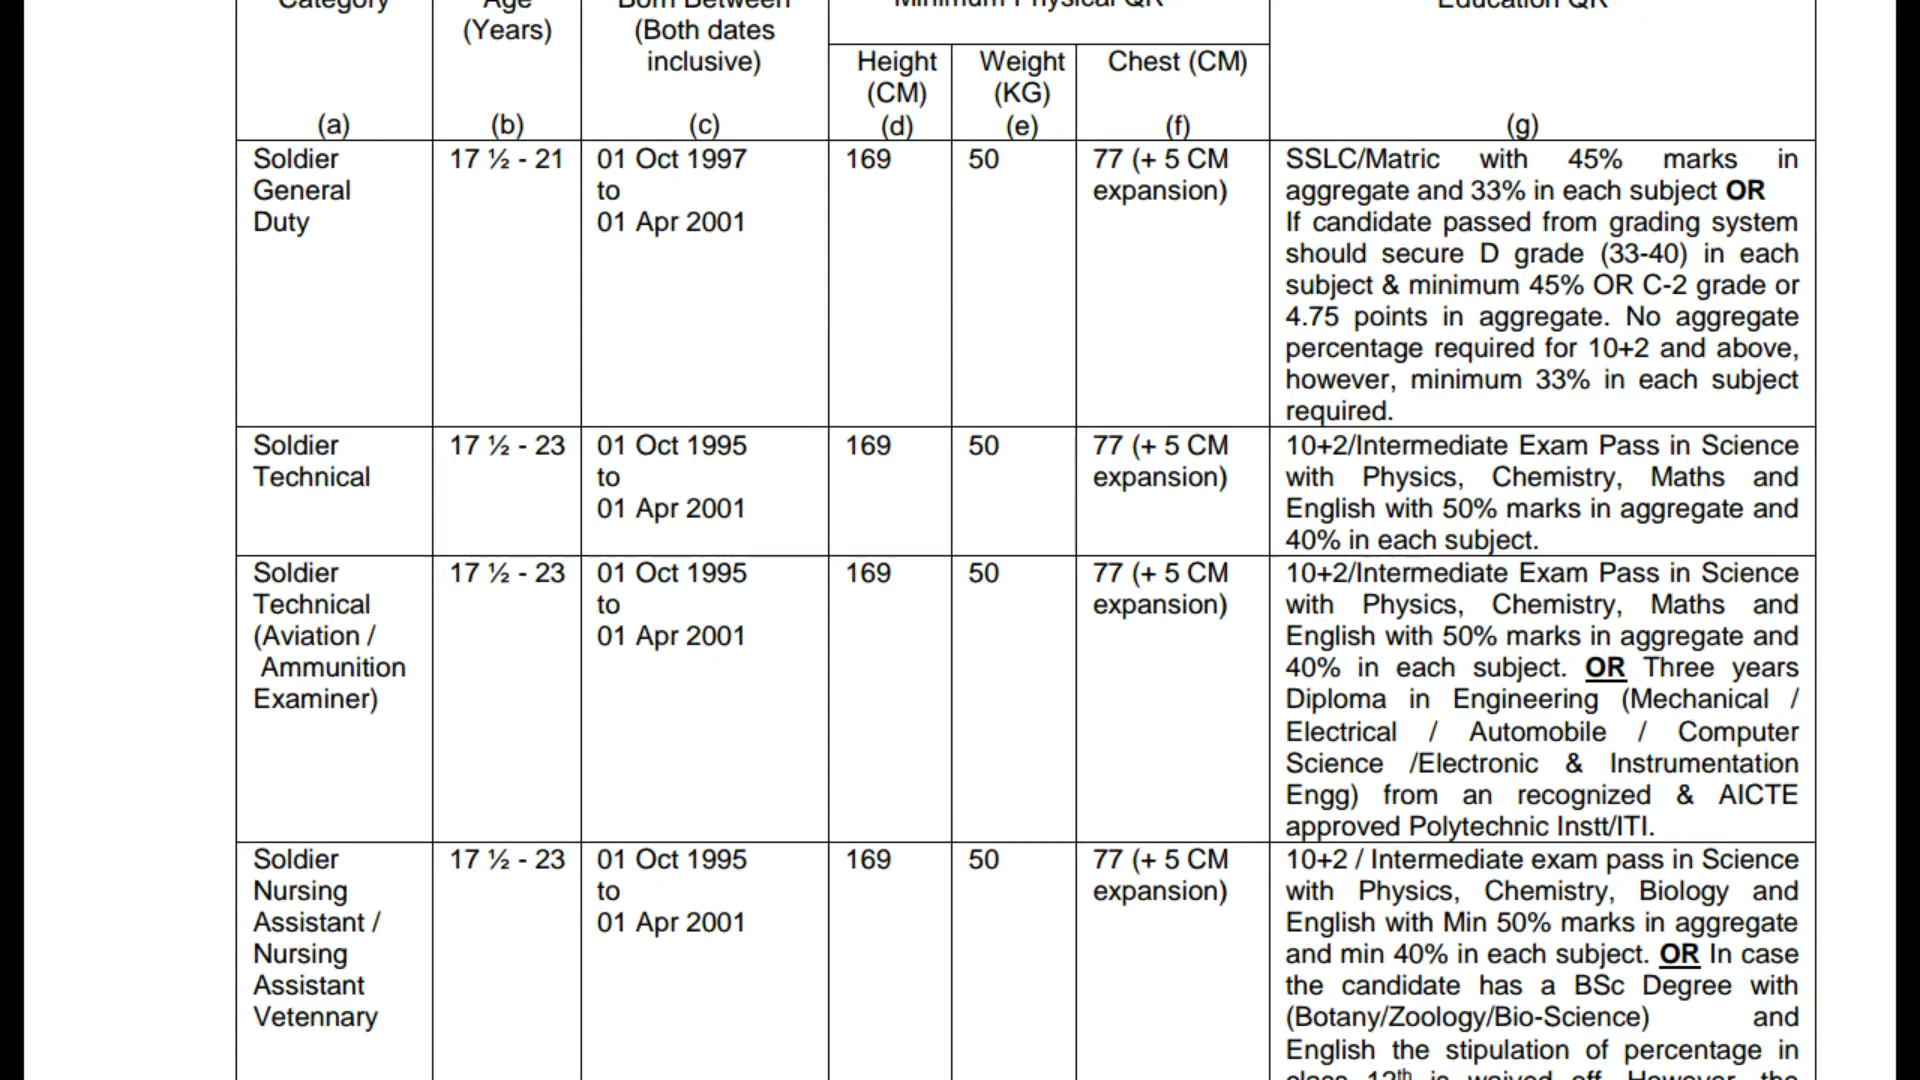 Category
Age
(Years)
Born Between
(Both dates
inclusive)
Minimum Physical QR
Education QR
Height
(CM)
Weight
(KG)
Chest (CM)
(a)
(b)
(c)
(d)
(e)
(f)
(g)
Soldier
General
Duty
17 ½ - 21
01 Oct 1997
to
01 Apr 2001
169
50
77 (+ 5 CM
expansion)
SSLC/Matric with 45% marks in
aggregate and 33% in each subject OR
If candidate passed from grading system
should secure D grade (33-40) in each
subject & minimum 45% OR C-2 grade or
4.75 points in aggregate. No aggregate
percentage required for 10+2 and above,
however, minimum 33% in each subject
required.
Soldier
Technical
17 ½ - 23
01 Oct 1995
to
01 Apr 2001
169
50
77 (+ 5 CM
expansion)
10+2/Intermediate Exam Pass in Science
with Physics, Chemistry, Maths and
English with 50% marks in aggregate and
40% in each subject.
Soldier
Technical
(Aviation /
Ammunition
Examiner)
17 ½ - 23
01 Oct 1995
to
01 Apr 2001
169
50
77 (+ 5 CM
expansion)
10+2/Intermediate Exam Pass in Science
with Physics, Chemistry, Maths and
English with 50% marks in aggregate and
40% in each subject. OR Three years
Diploma in Engineering (Mechanical /
Electrical / Automobile / Computer
Science /Electronic & Instrumentation
Engg) from an recognized & AICTE
approved Polytechnic Instt/ITI.
Soldier
Nursing
Assistant /
Nursing
Assistant
Vetennary
17 ½ - 23
01 Oct 1995
to
01 Apr 2001
169
50
77 (+ 5 CM
expansion)
10+2 / Intermediate exam pass in Science
with Physics, Chemistry, Biology and
English with Min 50% marks in aggregate
and min 40% in each subject. OR In case
the candidate has a BSc Degree with
(Botany/Zoology/Bio-Science) and
English the stipulation of percentage in
class 12th is waived off. However, the